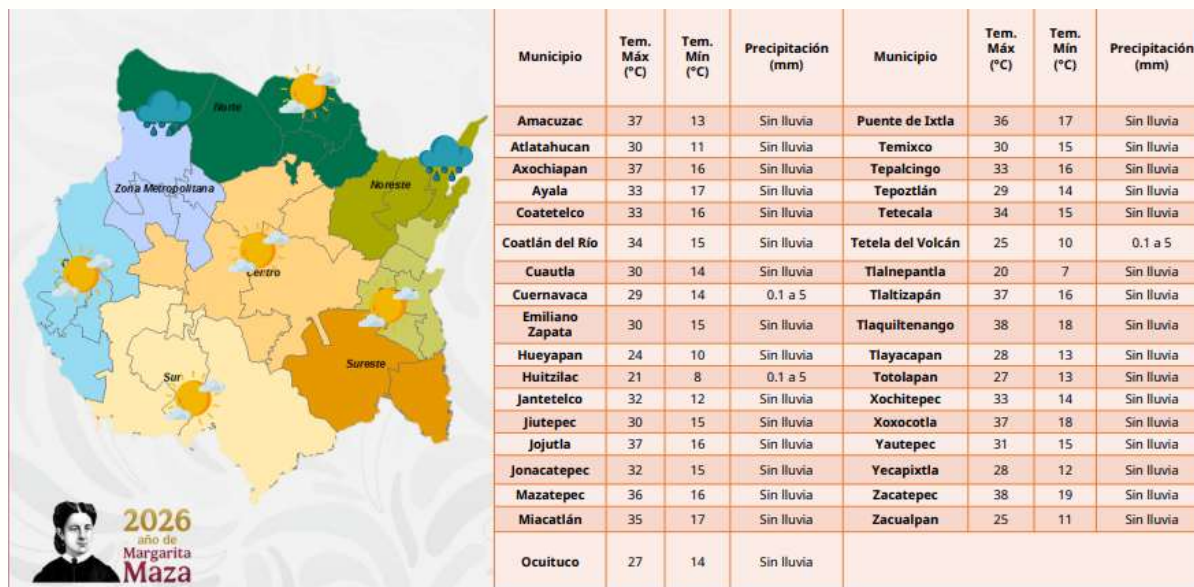 Norte
Zona Metropolitana
Noreste
Centro
Sureste
Sur
2026
año de
Margarita
Maza
Municipio Tem. Máx (°C) Tem. Mín (°C) Precipitación (mm) Municipio Tem. Máx (°C) Tem. Mín (°C) Precipitación (mm)
Amacuzac 37 13 Sin lluvia Puente de Ixtla 36 17 Sin lluvia
Atlatahucan 30 11 Sin lluvia Temixco 30 15 Sin lluvia
Axochiapan 37 16 Sin lluvia Tepalcingo 33 16 Sin lluvia
Ayala 33 17 Sin lluvia Tepoztlán 29 14 Sin lluvia
Coatetelco 33 16 Sin lluvia Tetecala 34 15 Sin lluvia
Coatlán del Río 34 15 Sin lluvia Tetela del Volcán 25 10 0.1 a 5
Cuautla 30 14 Sin lluvia Tlalnepantla 20 7 Sin lluvia
Cuernavaca 29 14 0.1 a 5 Tlaltizapán 37 16 Sin lluvia
Emiliano Zapata 30 15 Sin lluvia Tlaquiltenango 38 18 Sin lluvia
Hueyapan 24 10 Sin lluvia Tlayacapan 28 13 Sin lluvia
Huitzilac 21 8 0.1 a 5 Totolapan 27 13 Sin lluvia
Jantetelco 32 12 Sin lluvia Xochitepec 33 14 Sin lluvia
Jiutepec 30 15 Sin lluvia Xoxocotla 37 18 Sin lluvia
Jojutla 37 16 Sin lluvia Yautepec 31 15 Sin lluvia
Jonacatepec 32 15 Sin lluvia Yecapixtla 28 12 Sin lluvia
Mazatepec 36 16 Sin lluvia Zacatepec 38 19 Sin lluvia
Miacatlán 35 17 Sin lluvia Zacualpan 25 11 Sin lluvia
Ocuituco 27 14 Sin lluvia